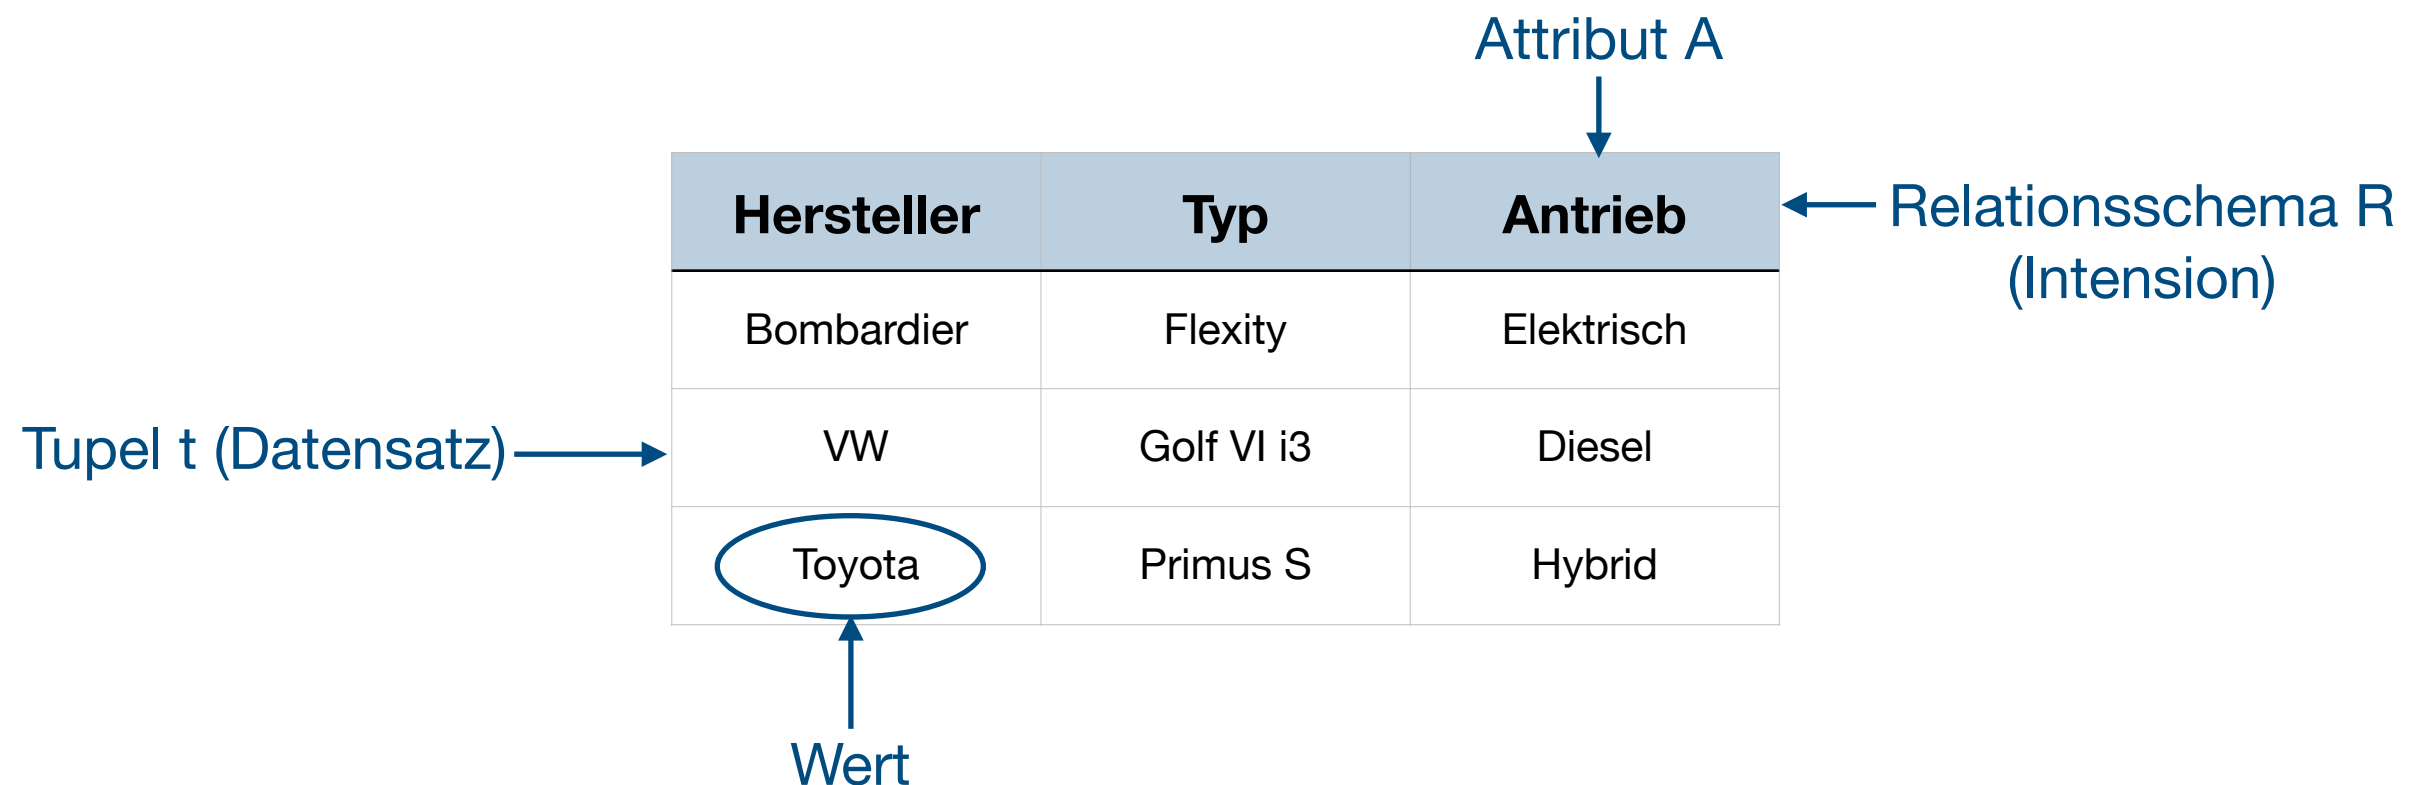 Attribut A
Hersteller Typ Antrieb
Relationsschema R
(Intension)
Bombardier Flexity Elektrisch
Tupel t (Datensatz)
VW Golf VI i3 Diesel
Toyota Primus S Hybrid
Wert